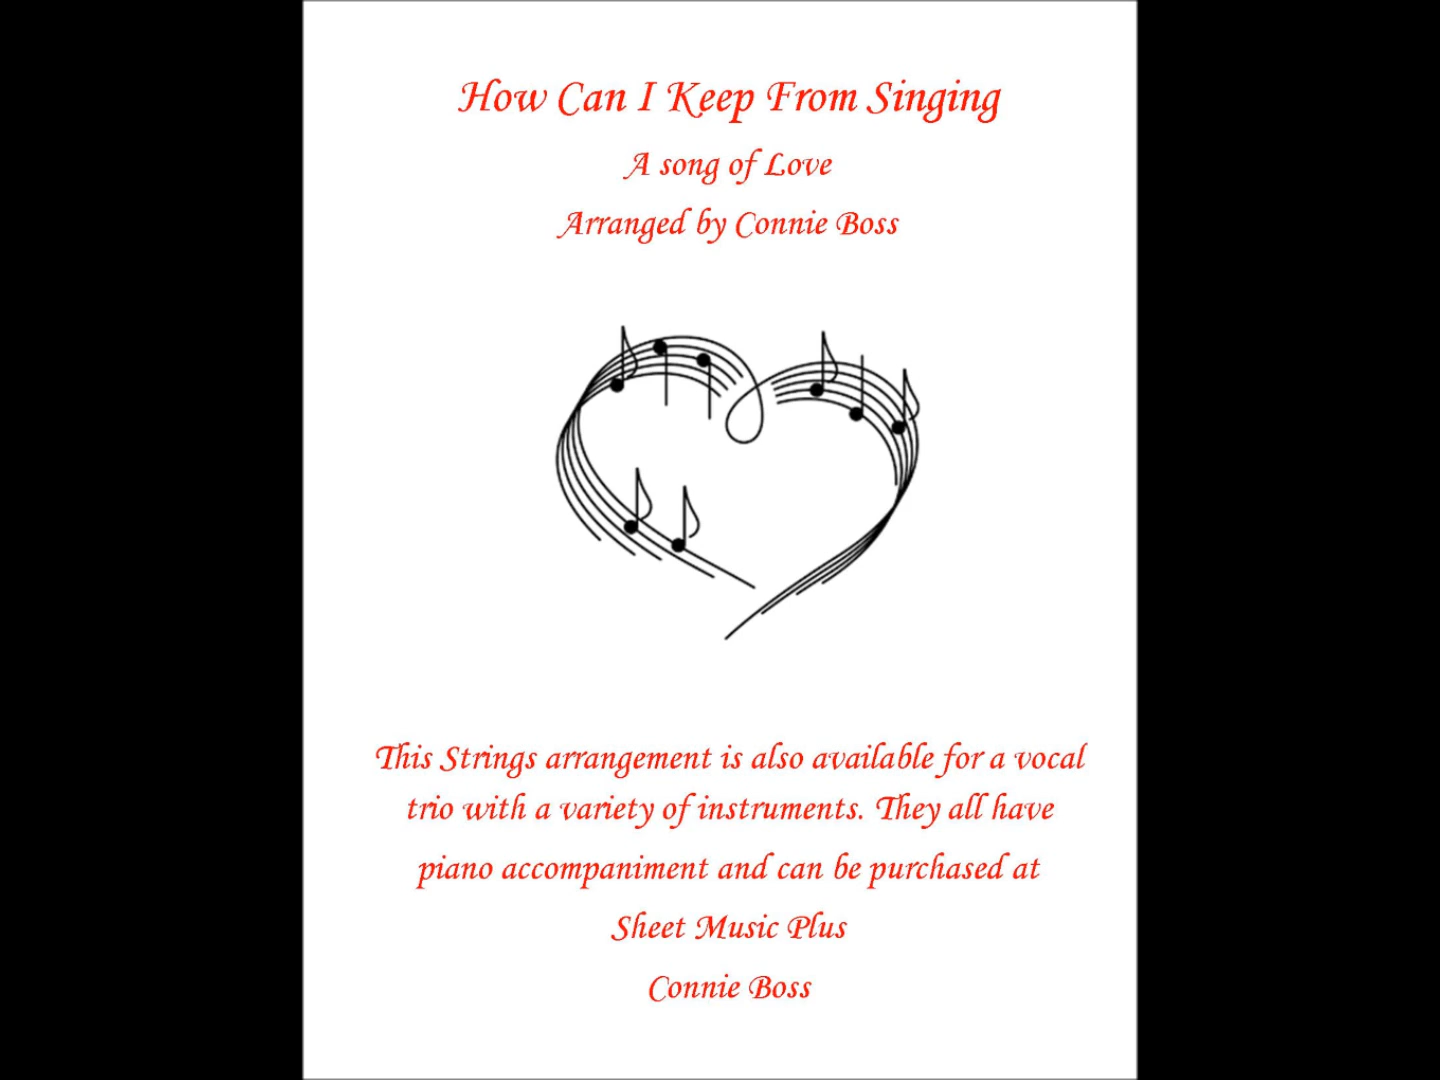 How Can I Keep From Singing
A song of Love
Arranged by Connie Boss
This Strings arrangement is also available for a vocal
trio with a variety of instruments. They all have
piano accompaniment and can be purchased at
Sheet Music Plus
Connie Boss